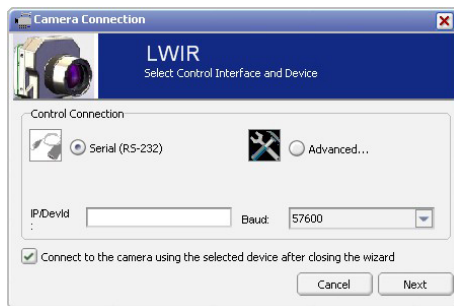 Camera Connection
LWIR
Select Control Interface and Device
Control Connection
Serial (RS-232)
Advanced...
IP/DevId
:
Baud:
57600
Connect to the camera using the selected device after closing the wizard
Cancel
Next